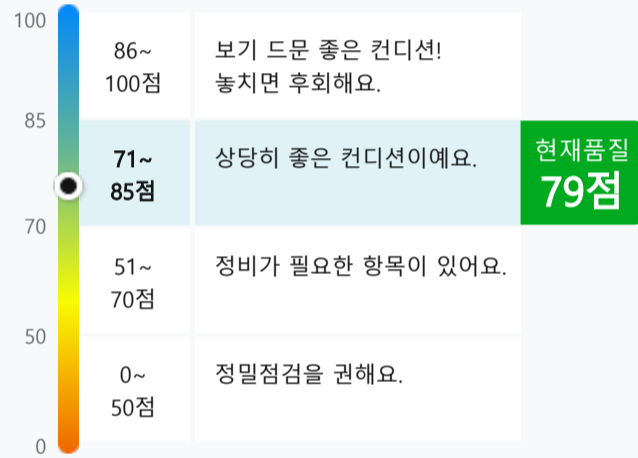 100
86~
100점
보기 드문 좋은 컨디션!
놓치면 후회해요.
85
71~
85점
상당히 좋은 컨디션이예요.
현재품질
79점
70
51~
70점
정비가 필요한 항목이 있어요.
50
0~
50점
정밀점검을 권해요.
0